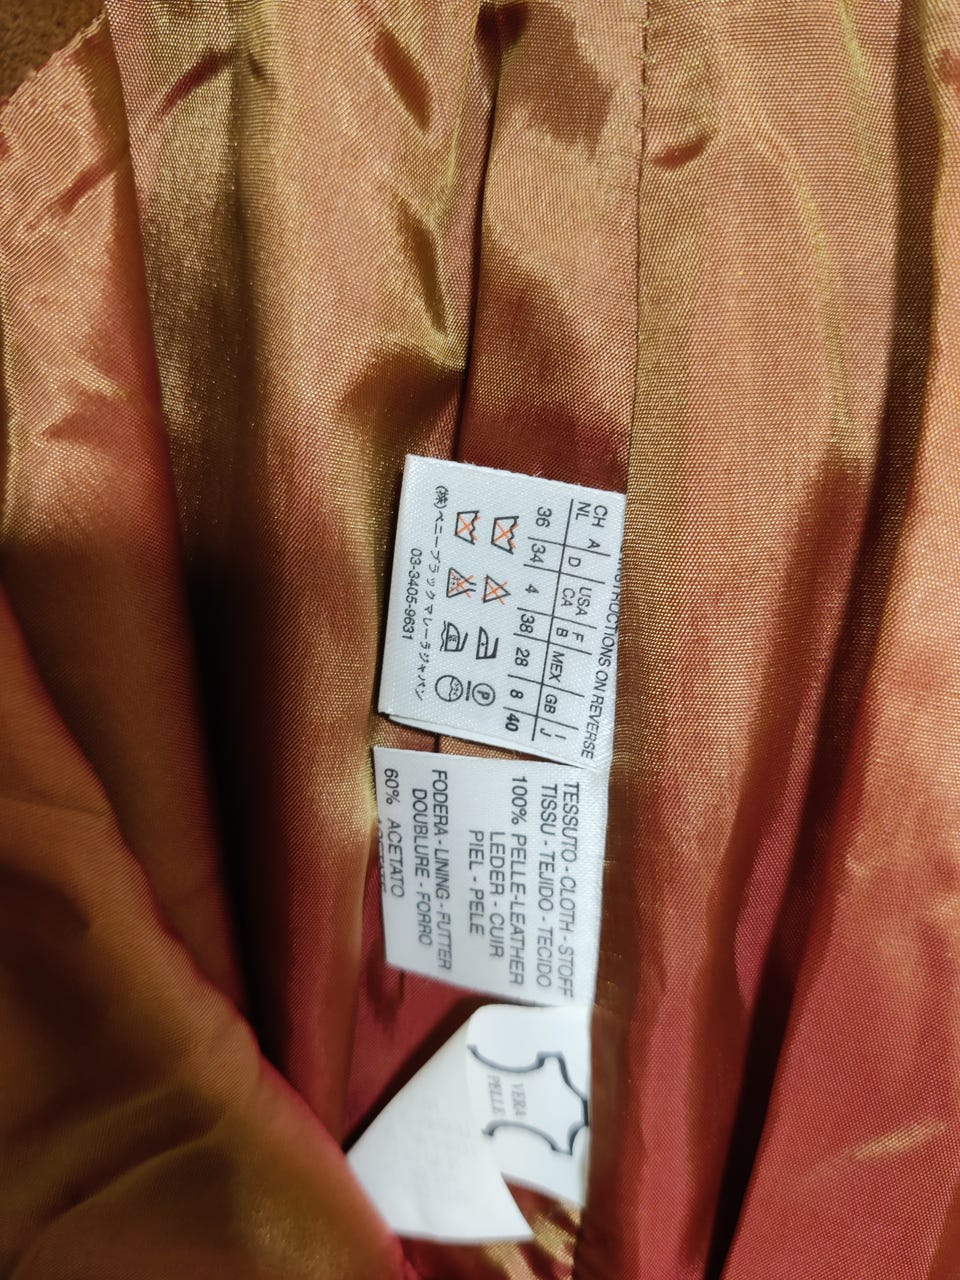 INSTRUCTIONS ON REVERSE
CH A D USA F MEX GB I
NL CA B J
36 34 4 38 28 8 40
P
(株)ペニーブラックマレーラジャパン
03-3405-9631
TESSUTO - CLOTH - STOFF
TISSU - TEJIDO - TECIDO
100% PELLE-LEATHER
LEDER - CUIR
PIEL - PELE
FODERA - LINING - FUTTER
DOUBLURE - FORRO
60% ACETATO
VERA
PELLE